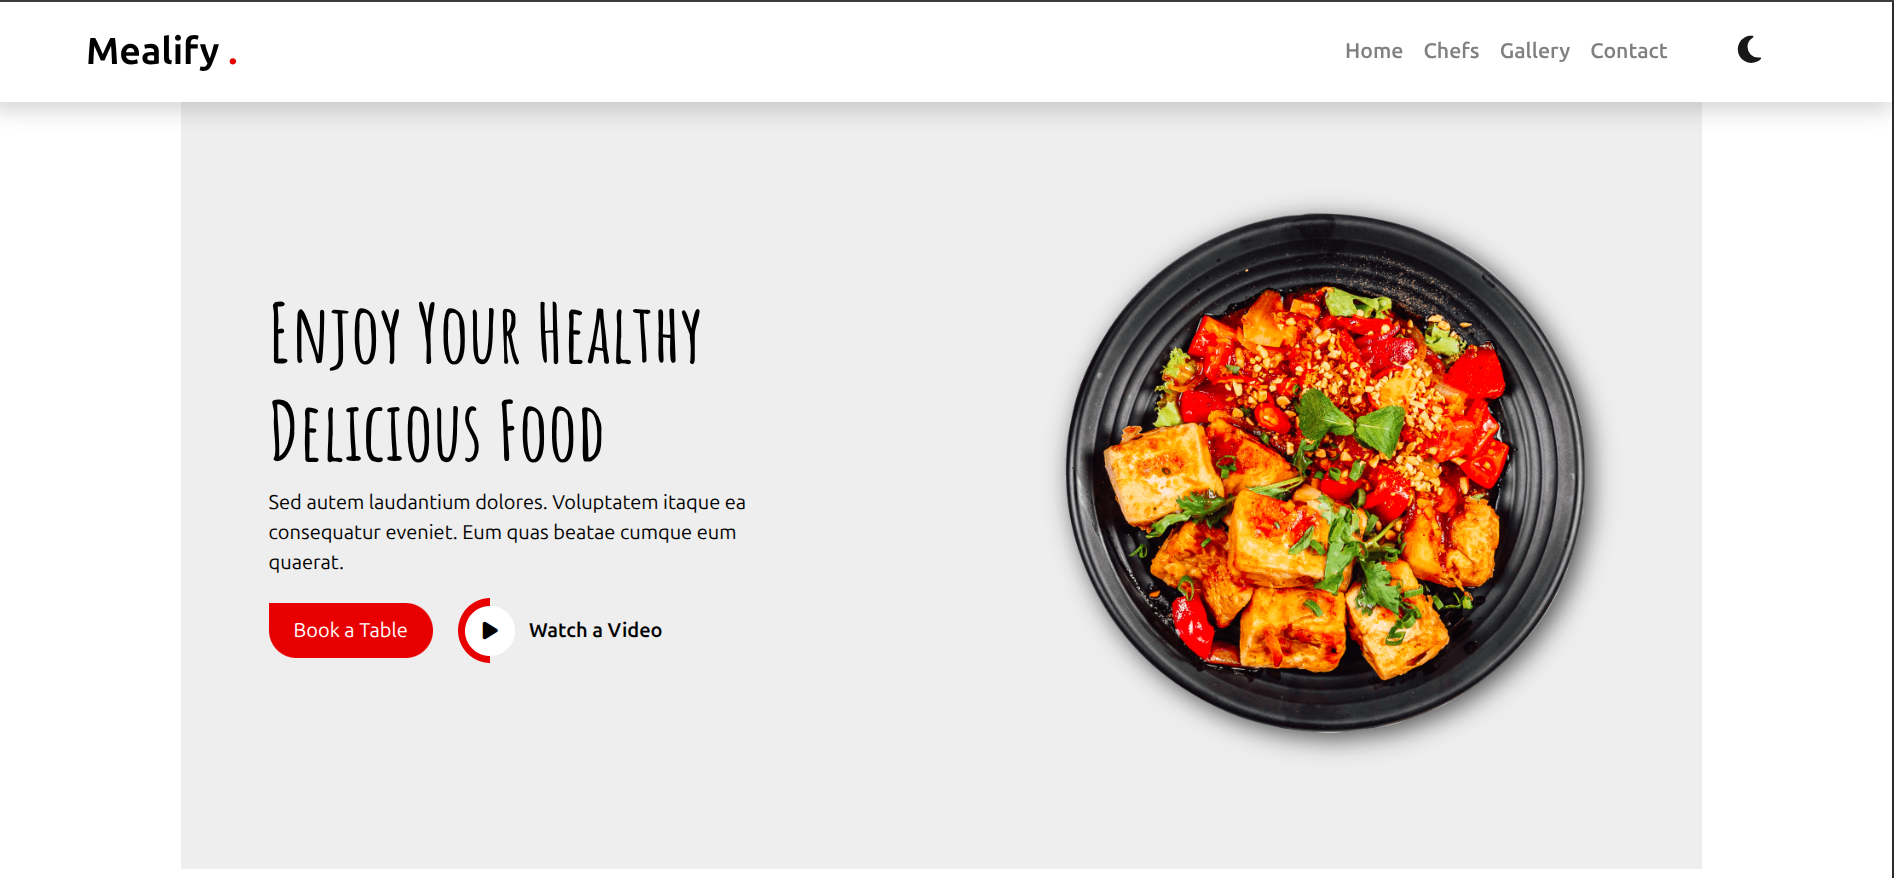 Mealify .
Home Chefs Gallery Contact
Enjoy Your Healthy
Delicious Food
Sed autem laudantium dolores. Voluptatem itaque ea
consequatur eveniet. Eum quas beatae cumque eum
quaerat.
Book a Table
Watch a Video